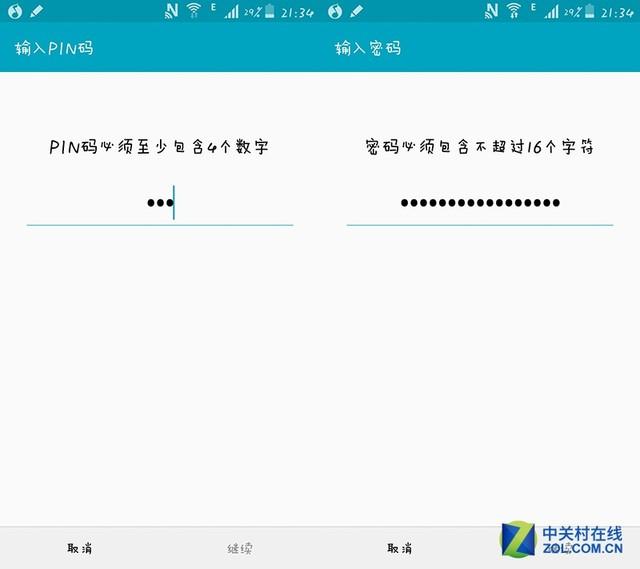 E 29% 21:34
输入PIN码
PIN码必须至少包含4个数字
取消 继续
E 29% 21:34
输入密码
密码必须包含不超过16个字符
取消 继续
中关村在线
ZOL.COM.CN